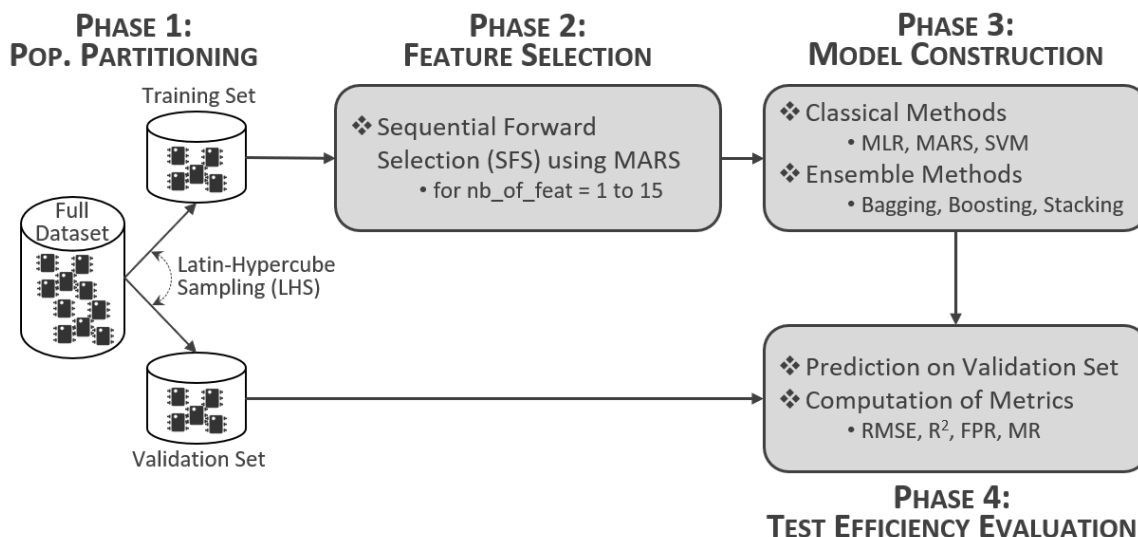 PHASE 1:
POP. PARTITIONING
PHASE 2:
FEATURE SELECTION
PHASE 3:
MODEL CONSTRUCTION
Training Set
❖ Sequential Forward
Selection (SFS) using MARS
• for nb_of_feat = 1 to 15
❖ Classical Methods
• MLR, MARS, SVM
❖ Ensemble Methods
• Bagging, Boosting, Stacking
Full
Dataset
Latin-Hypercube
Sampling (LHS)
Validation Set
❖ Prediction on Validation Set
❖ Computation of Metrics
• RMSE, R², FPR, MR
PHASE 4:
TEST EFFICIENCY EVALUATION